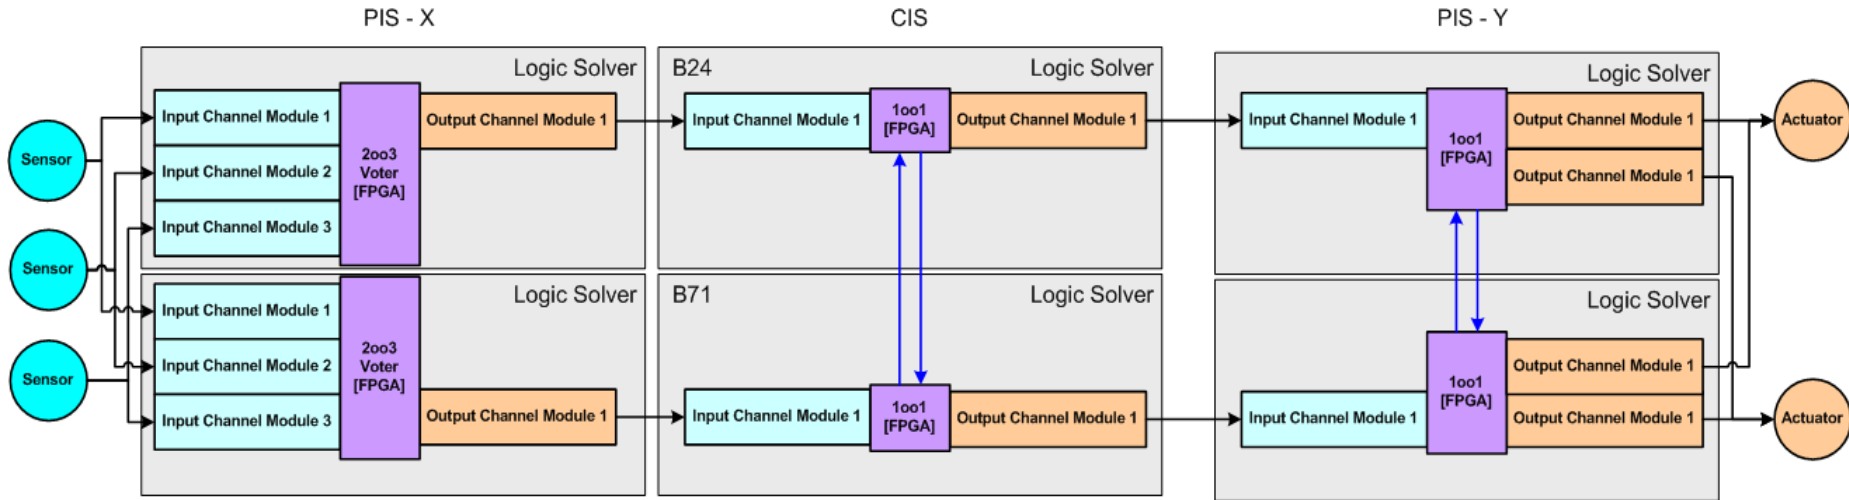 PIS - X
CIS
PIS - Y
Logic Solver
B24
Logic Solver
Logic Solver
Input Channel Module 1
Output Channel Module 1
Input Channel Module 1
1oo1
[FPGA]
Output Channel Module 1
Input Channel Module 1
1oo1
[FPGA]
Output Channel Module 1
Actuator
Sensor
2oo3
Voter
[FPGA]
Input Channel Module 2
Output Channel Module 1
Input Channel Module 3
Sensor
Logic Solver
B71
Logic Solver
Logic Solver
Input Channel Module 1
2oo3
Voter
[FPGA]
Input Channel Module 2
Output Channel Module 1
Sensor
Input Channel Module 3
Output Channel Module 1
Input Channel Module 1
1oo1
[FPGA]
Output Channel Module 1
Input Channel Module 1
1oo1
[FPGA]
Output Channel Module 1
Actuator